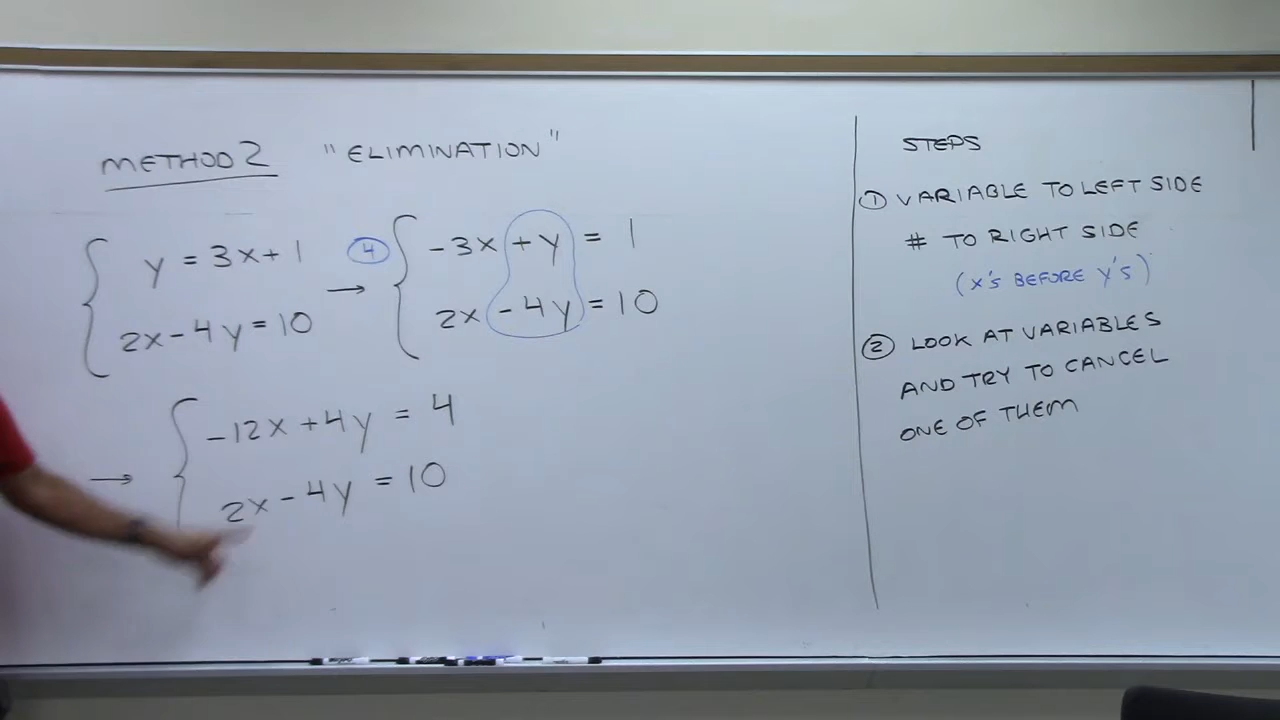 METHOD 2 "ELIMINATION"
y = 3x + 1
2x - 4y = 10
→
4
-3x + y = 1
2x - 4y = 10
→
-12x + 4y = 4
2x - 4y = 10
STEPS
① VARIABLE TO LEFT SIDE
# TO RIGHT SIDE
(x's BEFORE y's)
② LOOK AT VARIABLES
AND TRY TO CANCEL
ONE OF THEM